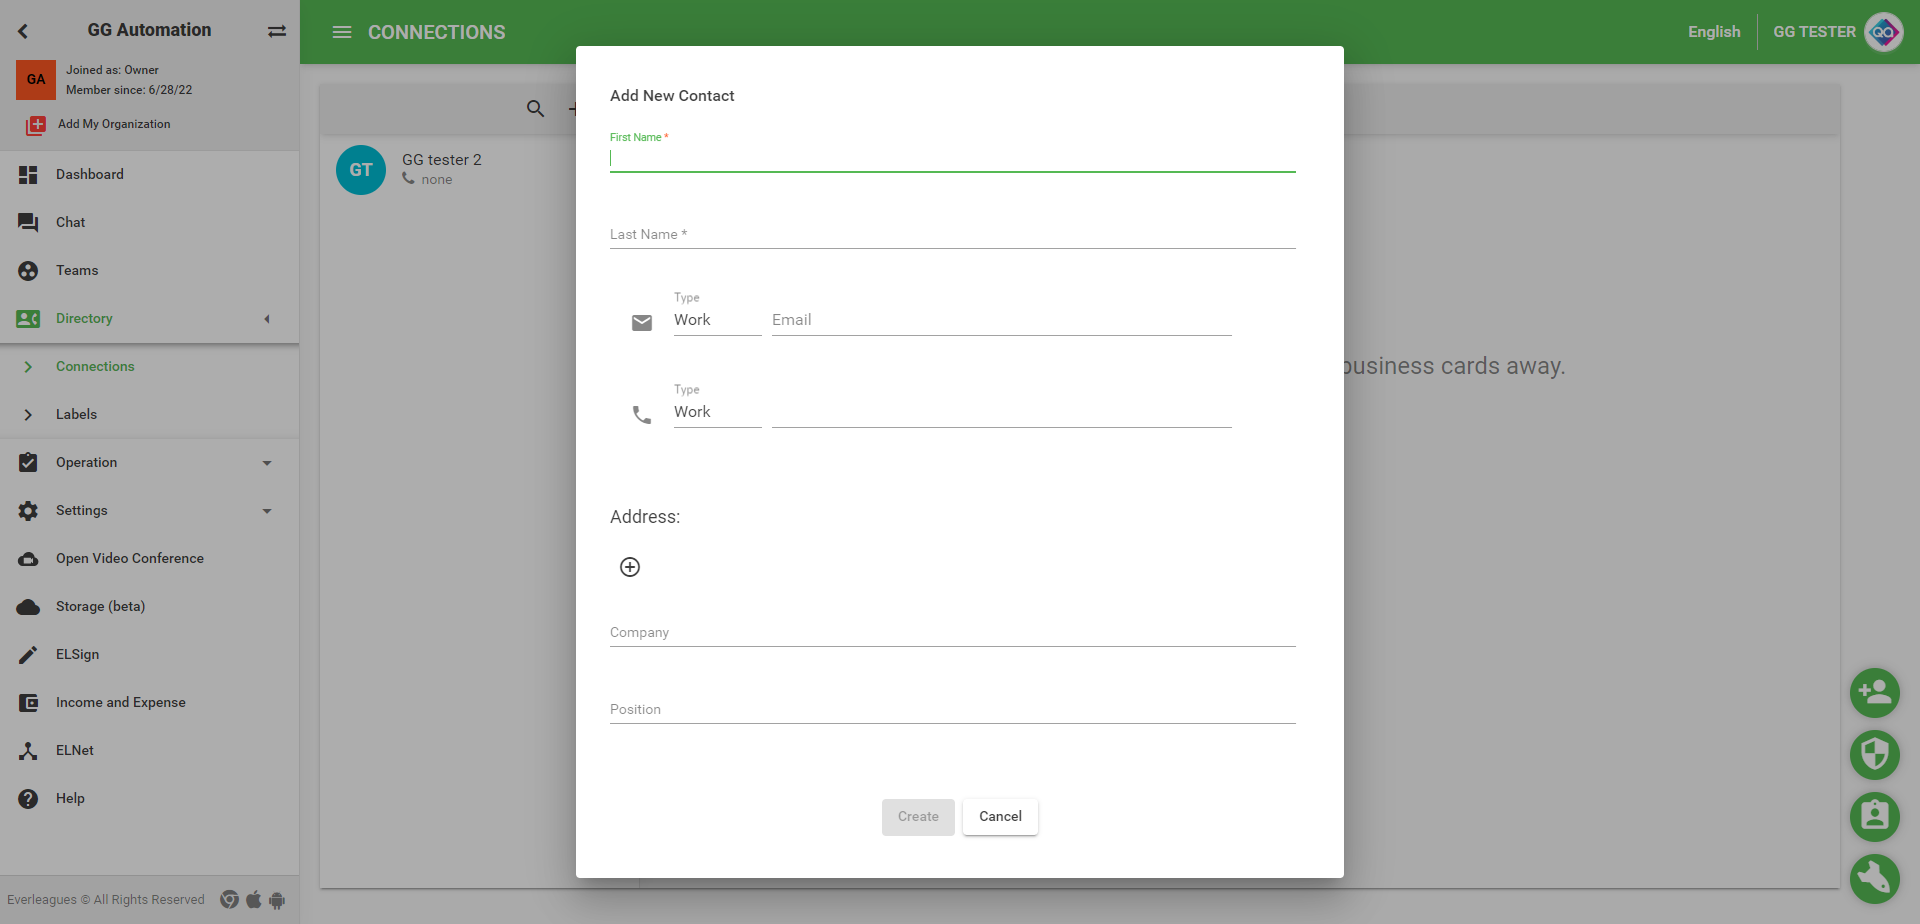 GG Automation
GA
Joined as: Owner
Member since: 6/28/22
Add My Organization
Dashboard
Chat
Teams
Directory
Connections
Labels
Operation
Settings
Open Video Conference
Storage (beta)
ELSign
Income and Expense
ELNet
Help
Everleagues © All Rights Reserved
CONNECTIONS
English
GG TESTER
QA
GT
GG tester 2
none
Add New Contact
First Name *
Last Name *
Type
Work
Email
Type
Work
Address:
Company
Position
Create
Cancel
business cards away.